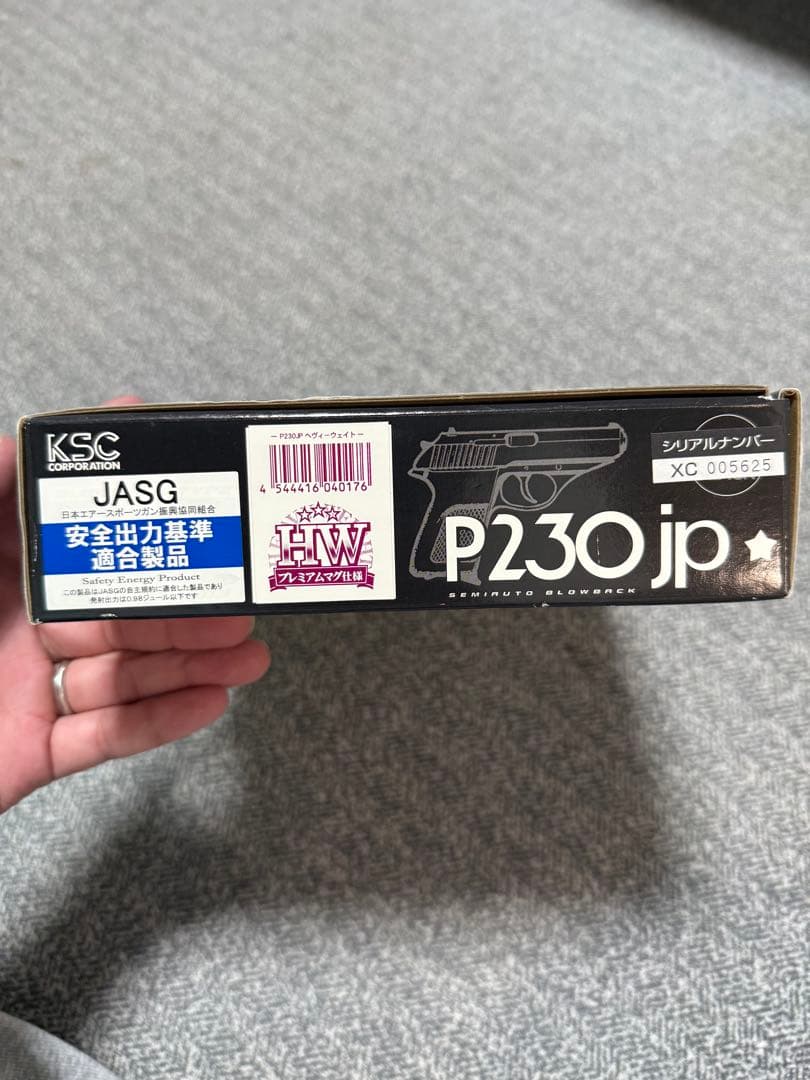 KSC
CORPORATION
JASG
日本エアースポーツガン振興協同組合
安全出力基準
適合製品
Safety Energy Product
この製品はJASGの自主規約に適合した製品であり
発射出力は0.98ジュール以下です
― P230JP ヘヴィーウェイト ―
4 544416 040176
HW
プレミアムマグ仕様
P230 jp
SEMIAUTO BLOWBACK
シリアルナンバー
XC 005625